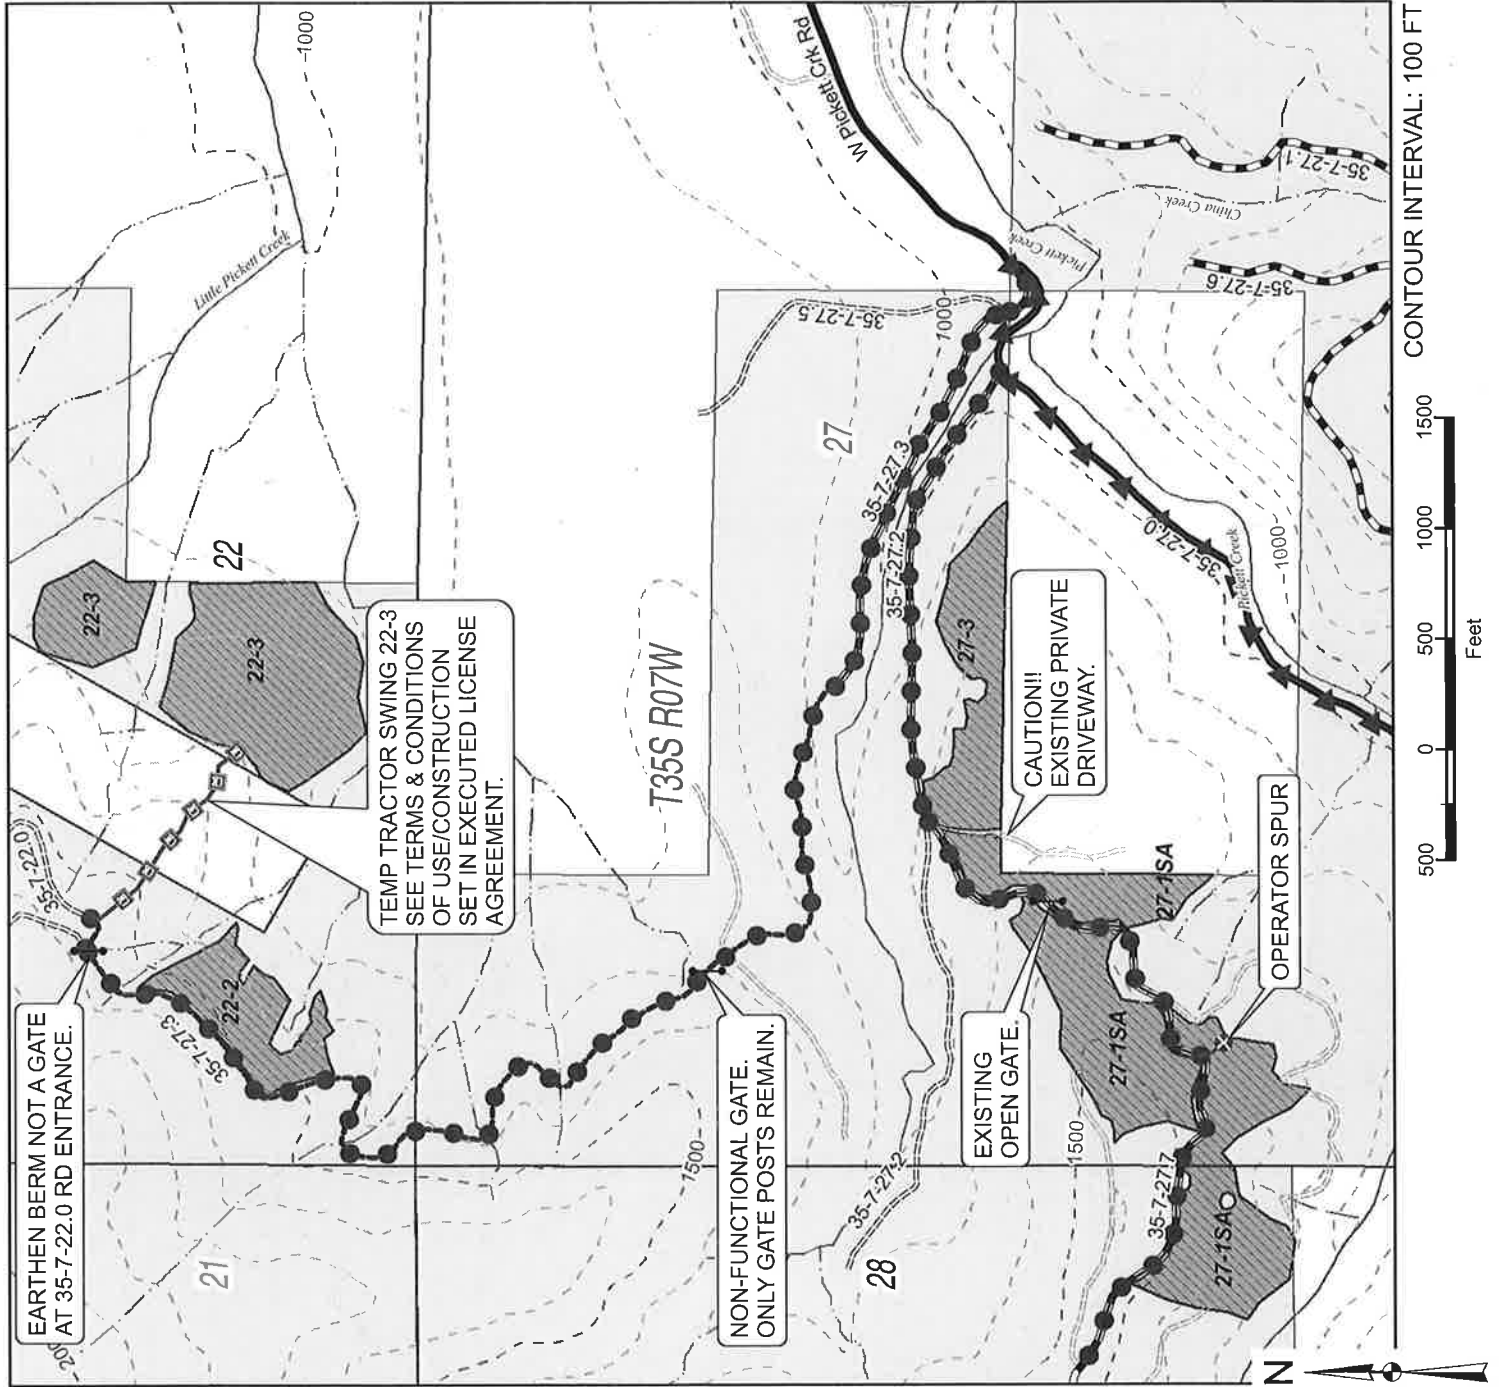 EARTHEN BERM NOT A GATE
AT 35-7-22.0 RD ENTRANCE.
35-7-22.0
22-3
22-3
22
22-2
35-7-27.3
21
Little Pickett Creek
1000
TEMP TRACTOR SWING 22-3
SEE TERMS & CONDITIONS
OF USE/CONSTRUCTION
SET IN EXECUTED LICENSE
AGREEMENT.
T35S R07W
W Pickett Crk Rd
1500
NON-FUNCTIONAL GATE.
ONLY GATE POSTS REMAIN.
27
35-7-27.5
1000
35-7-27.3
35-7-27.2
35-7-27.2
28
27-3
Pickett Creek
China Creek
35-7-27.1
35-7-27.6
CAUTION!!
EXISTING PRIVATE
DRIVEWAY.
EXISTING
OPEN GATE.
1500
27-1SA
27-1SA
27-1SA
35-7-27.7
OPERATOR SPUR
35-7-27.0
Pickett Creek
1000
N
500 0 500 1000 1500
Feet
CONTOUR INTERVAL: 100 FT